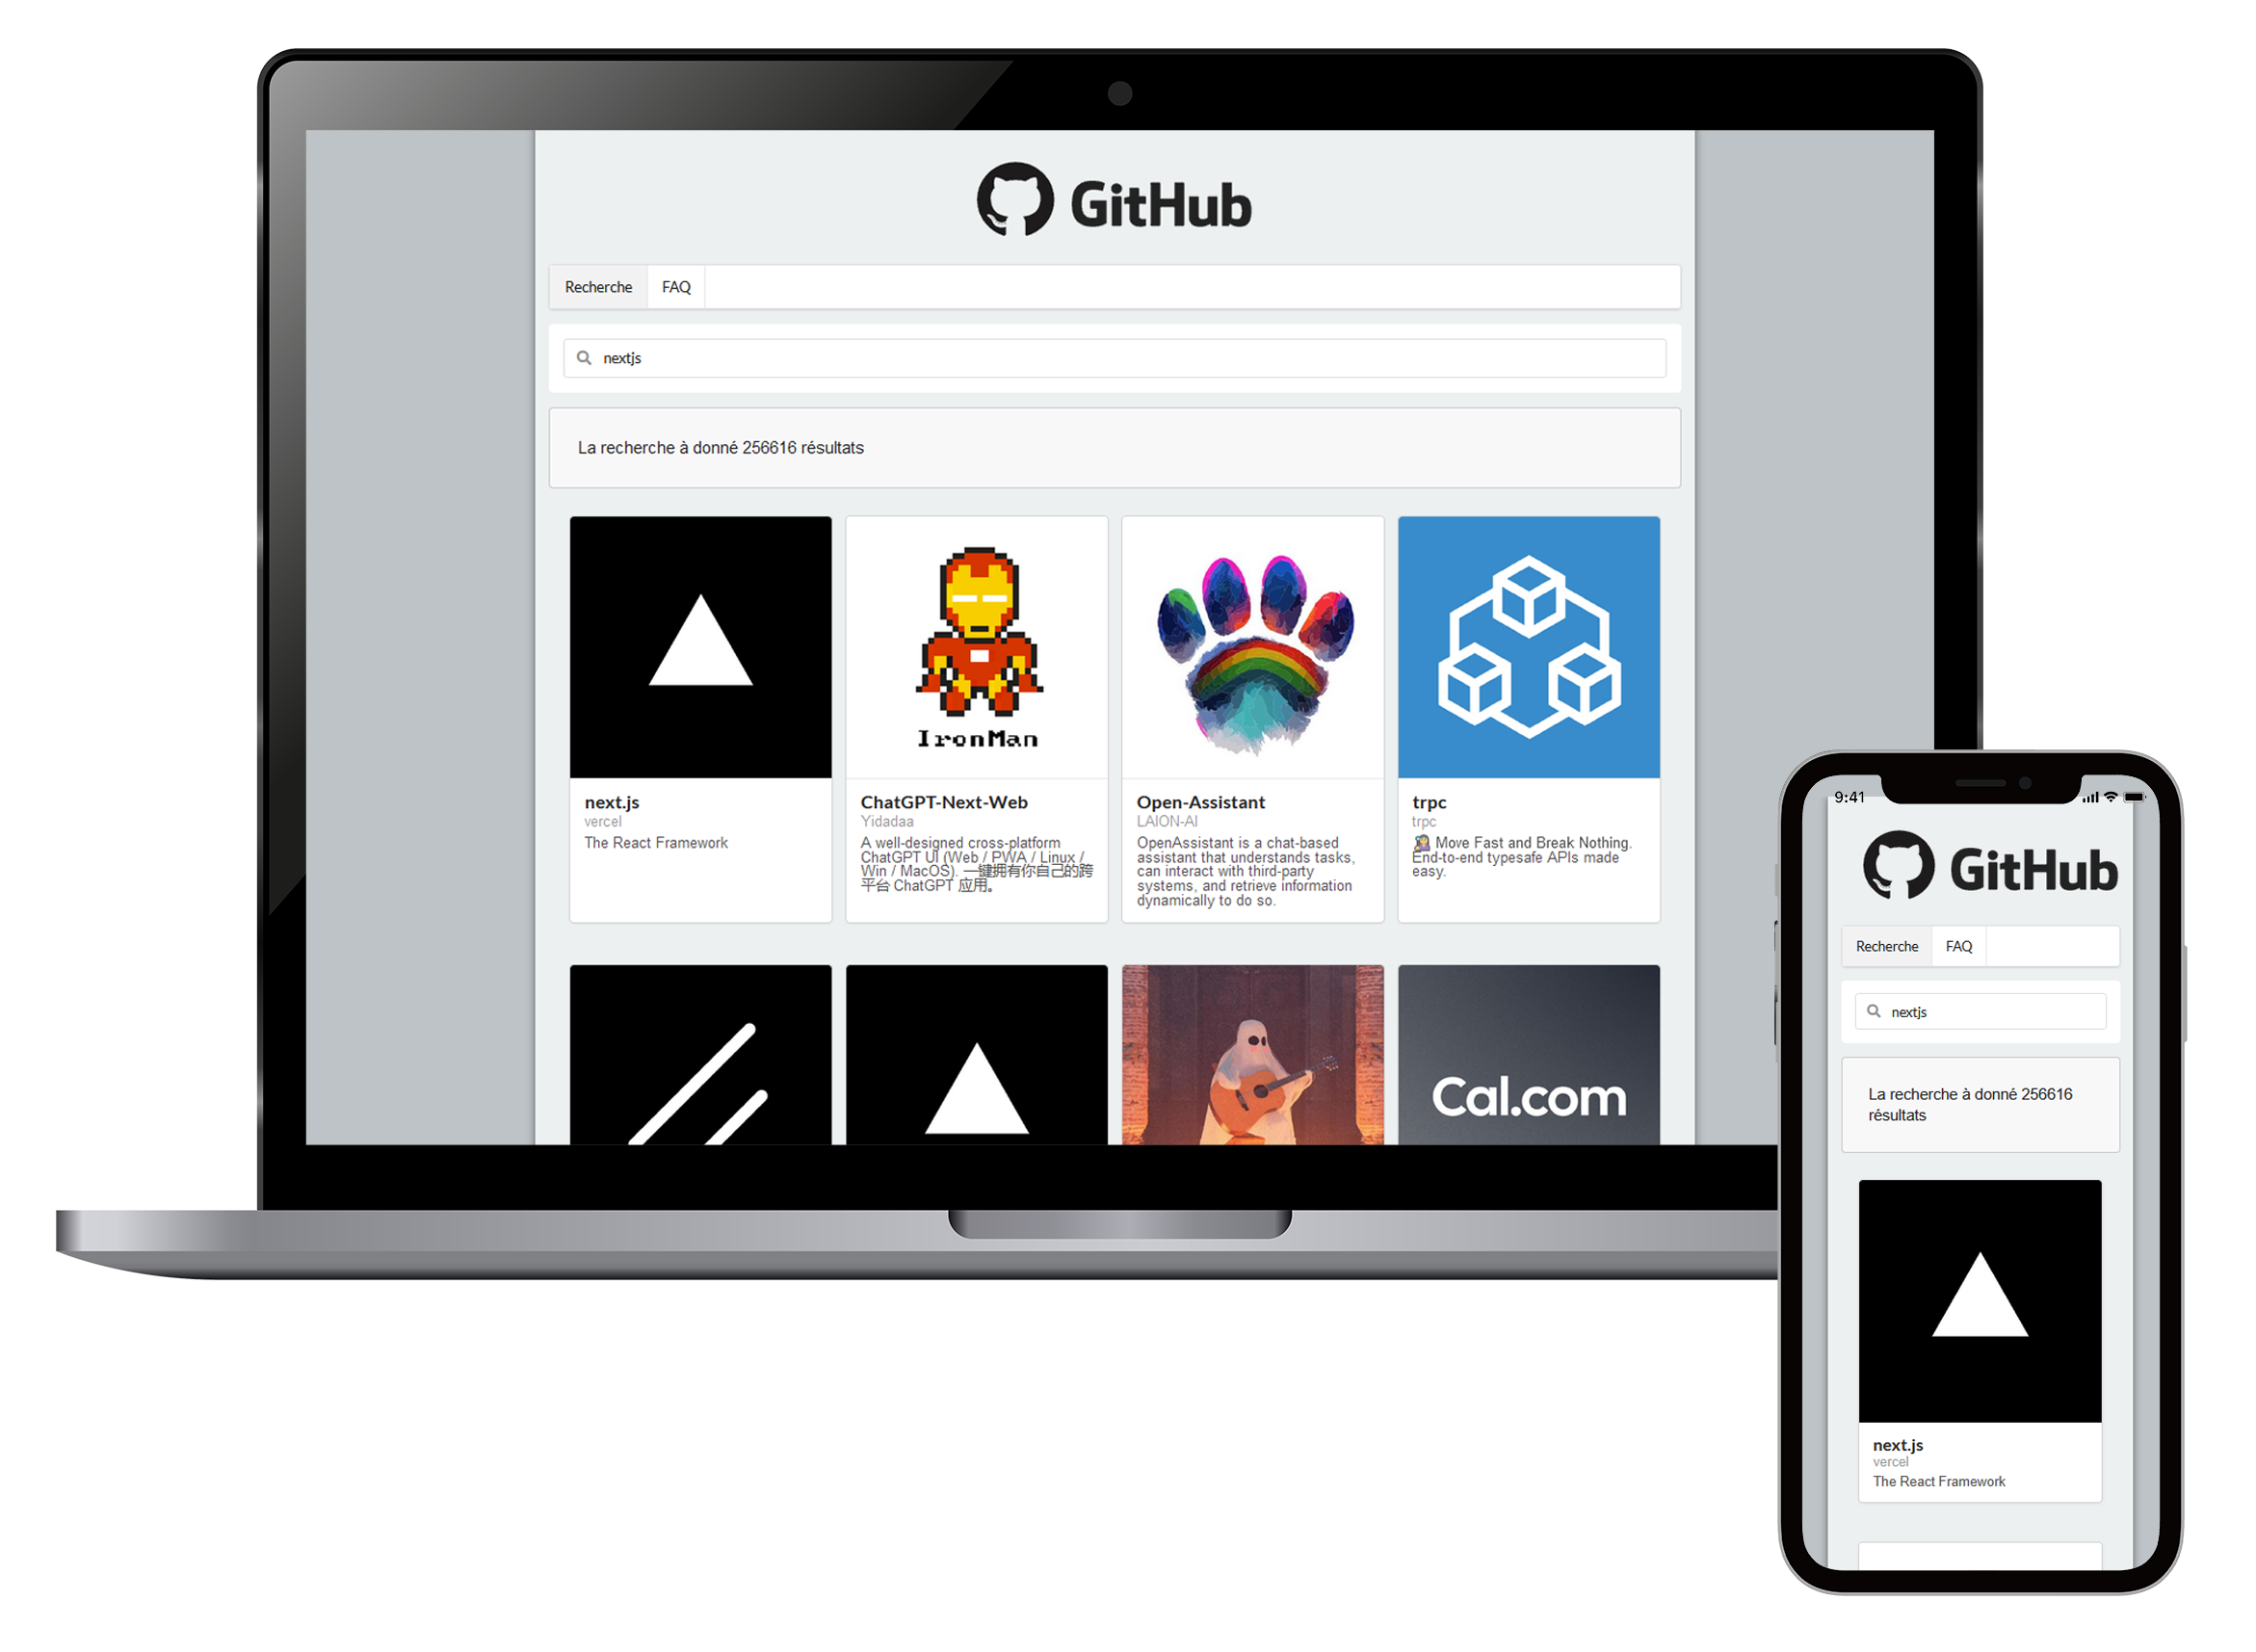 GitHub
Recherche
FAQ
nextjs
La recherche à donné 256616 résultats
IronMan
next.js
vercel
The React Framework
ChatGPT-Next-Web
Yidadaa
A well-designed cross-platform
ChatGPT UI (Web / PWA / Linux /
Win / MacOS). 一键拥有你自己的跨
平台 ChatGPT 应用。
Open-Assistant
LAION-AI
OpenAssistant is a chat-based
assistant that understands tasks,
can interact with third-party
systems, and retrieve information
dynamically to do so.
trpc
trpc
🧙‍♀️ Move Fast and Break Nothing.
End-to-end typesafe APIs made
easy.
Cal.com
9:41
GitHub
Recherche
FAQ
nextjs
La recherche à donné 256616
résultats
next.js
vercel
The React Framework